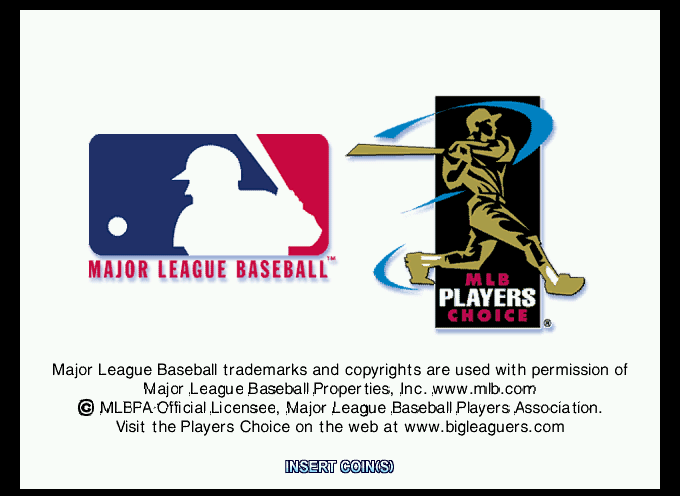 MAJOR LEAGUE BASEBALL™
MLB
PLAYERS
CHOICE
®
Major League Baseball trademarks and copyrights are used with permission of
Major League Baseball Properties, Inc. www.mlb.com
© MLBPA-Official Licensee, Major League Baseball Players Association.
Visit the Players Choice on the web at www.bigleaguers.com
INSERT COIN(S)